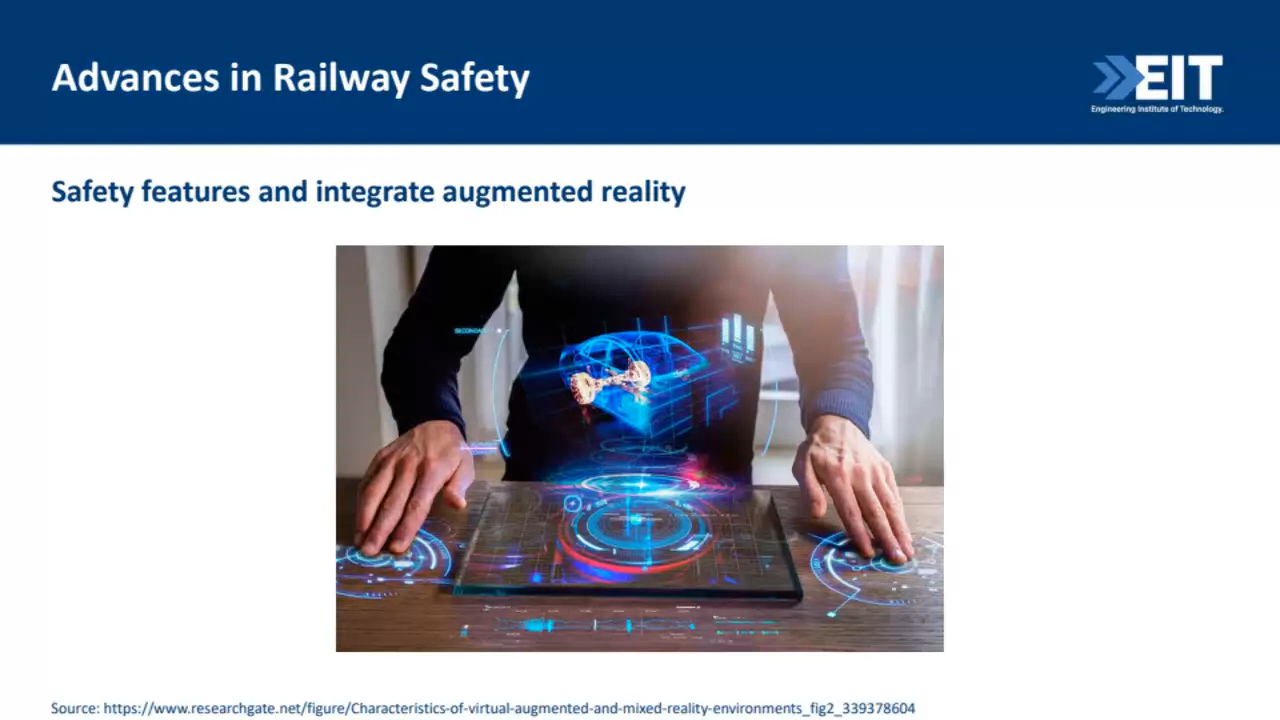 Advances in Railway Safety
EIT
Engineering Institute of Technology.
Safety features and integrate augmented reality
Source: https://www.researchgate.net/figure/Characteristics-of-virtual-augmented-and-mixed-reality-environments_fig2_339378604